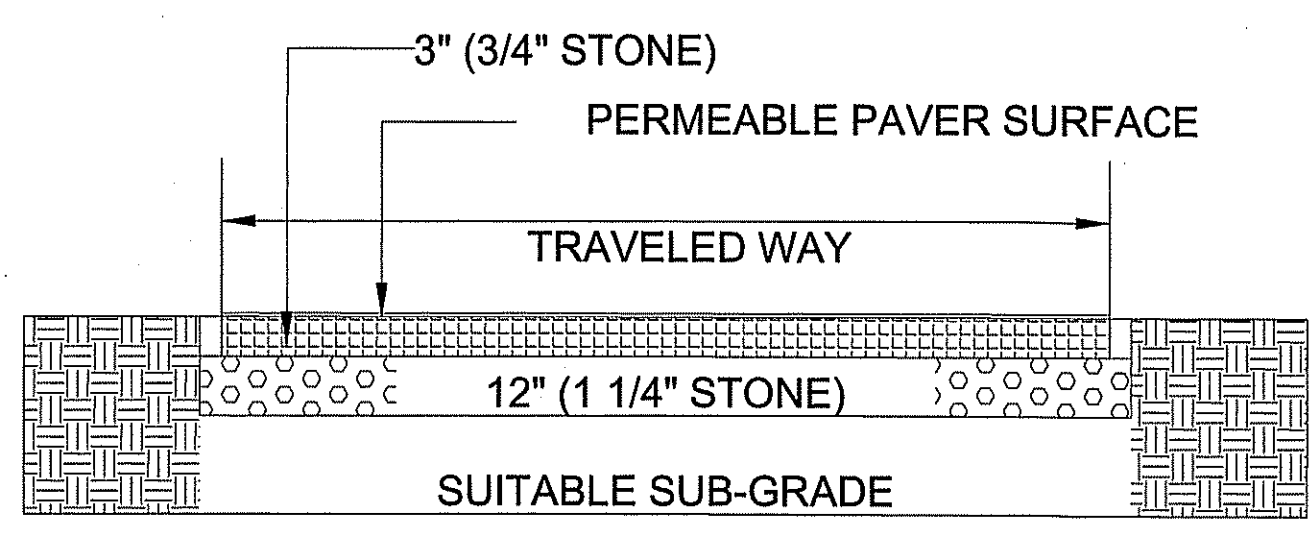 3" (3/4" STONE)
PERMEABLE PAVER SURFACE
TRAVELED WAY
12" (1 1/4" STONE)
SUITABLE SUB-GRADE